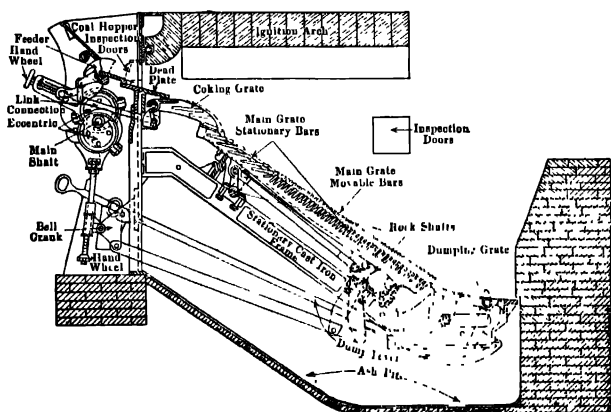 Coal Hopper
Inspection
Doors
Feeder
Hand
Wheel
Dead
Plate
Link
Connection
Eccentric
Main
Shaft
Bell
Crank
Hand
Wheel
Ignition Arch
Coking Grate
Main Grate
Stationary Bars
Inspection
Doors
Main Grate
Movable Bars
Rock Shafts
Dumping Grate
Stationary Cast Iron
Frame
Dump
Ash Pit